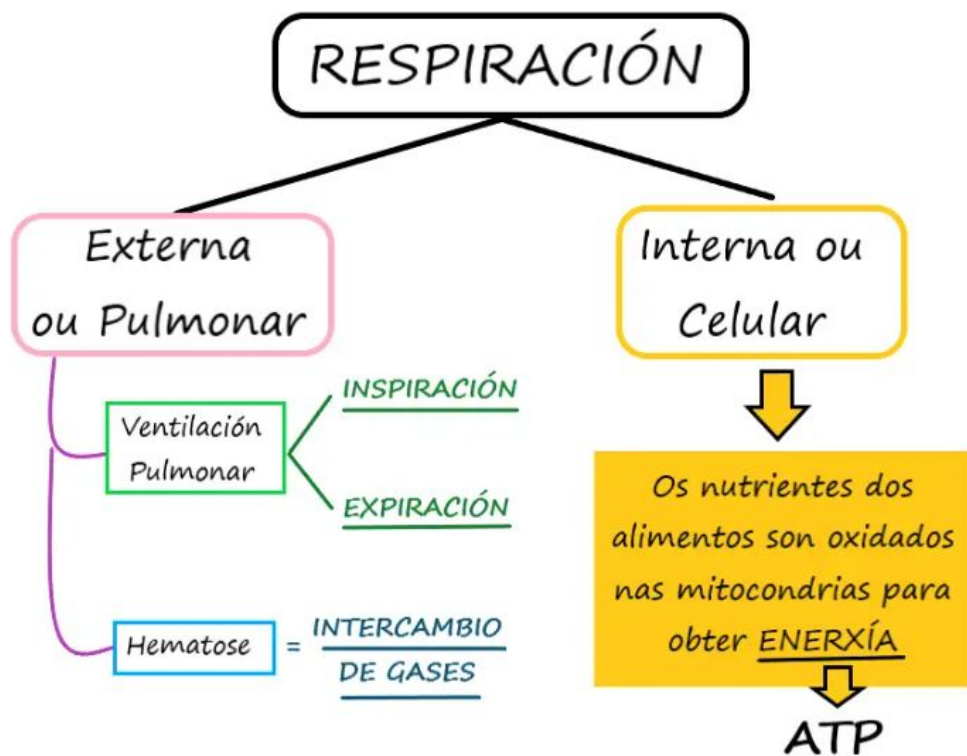 RESPIRACIÓN
Externa
ou Pulmonar
Ventilación
Pulmonar
INSPIRACIÓN
EXPIRACIÓN
Hematose
= INTERCAMBIO
DE GASES
Interna ou
Celular
Os nutrientes dos
alimentos son oxidados
nas mitocondrias para
obter ENERXÍA
ATP